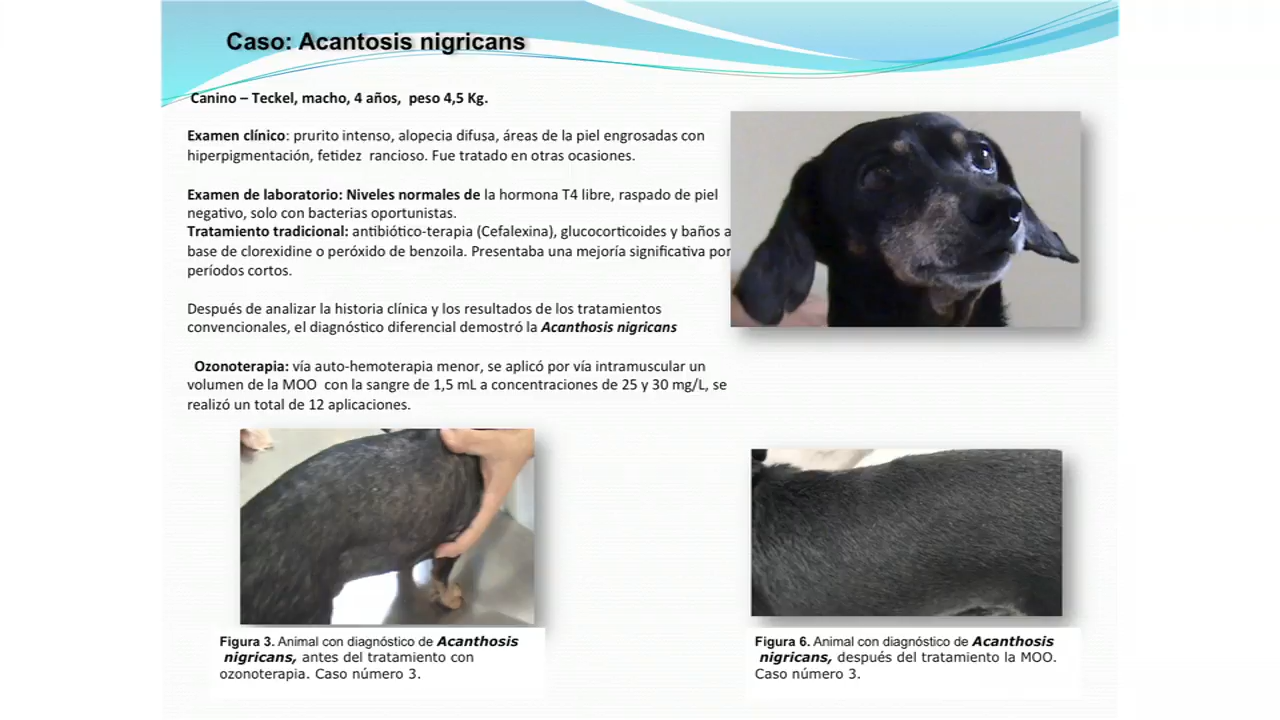 Caso: Acantosis nigricans
Canino – Teckel, macho, 4 años, peso 4,5 Kg.
Examen clínico: prurito intenso, alopecia difusa, áreas de la piel engrosadas con
hiperpigmentación, fetidez rancioso. Fue tratado en otras ocasiones.
Examen de laboratorio: Niveles normales de la hormona T4 libre, raspado de piel
negativo, solo con bacterias oportunistas.
Tratamiento tradicional: antibiótico-terapia (Cefalexina), glucocorticoides y baños a
base de clorexidine o peróxido de benzoila. Presentaba una mejoría significativa por
períodos cortos.
Después de analizar la historia clínica y los resultados de los tratamientos
convencionales, el diagnóstico diferencial demostró la Acanthosis nigricans
Ozonoterapia: vía auto-hemoterapia menor, se aplicó por vía intramuscular un
volumen de la MOO con la sangre de 1,5 mL a concentraciones de 25 y 30 mg/L, se
realizó un total de 12 aplicaciones.
Figura 3. Animal con diagnóstico de Acanthosis
nigricans, antes del tratamiento con
ozonoterapia. Caso número 3.
Figura 6. Animal con diagnóstico de Acanthosis
nigricans, después del tratamiento la MOO.
Caso número 3.